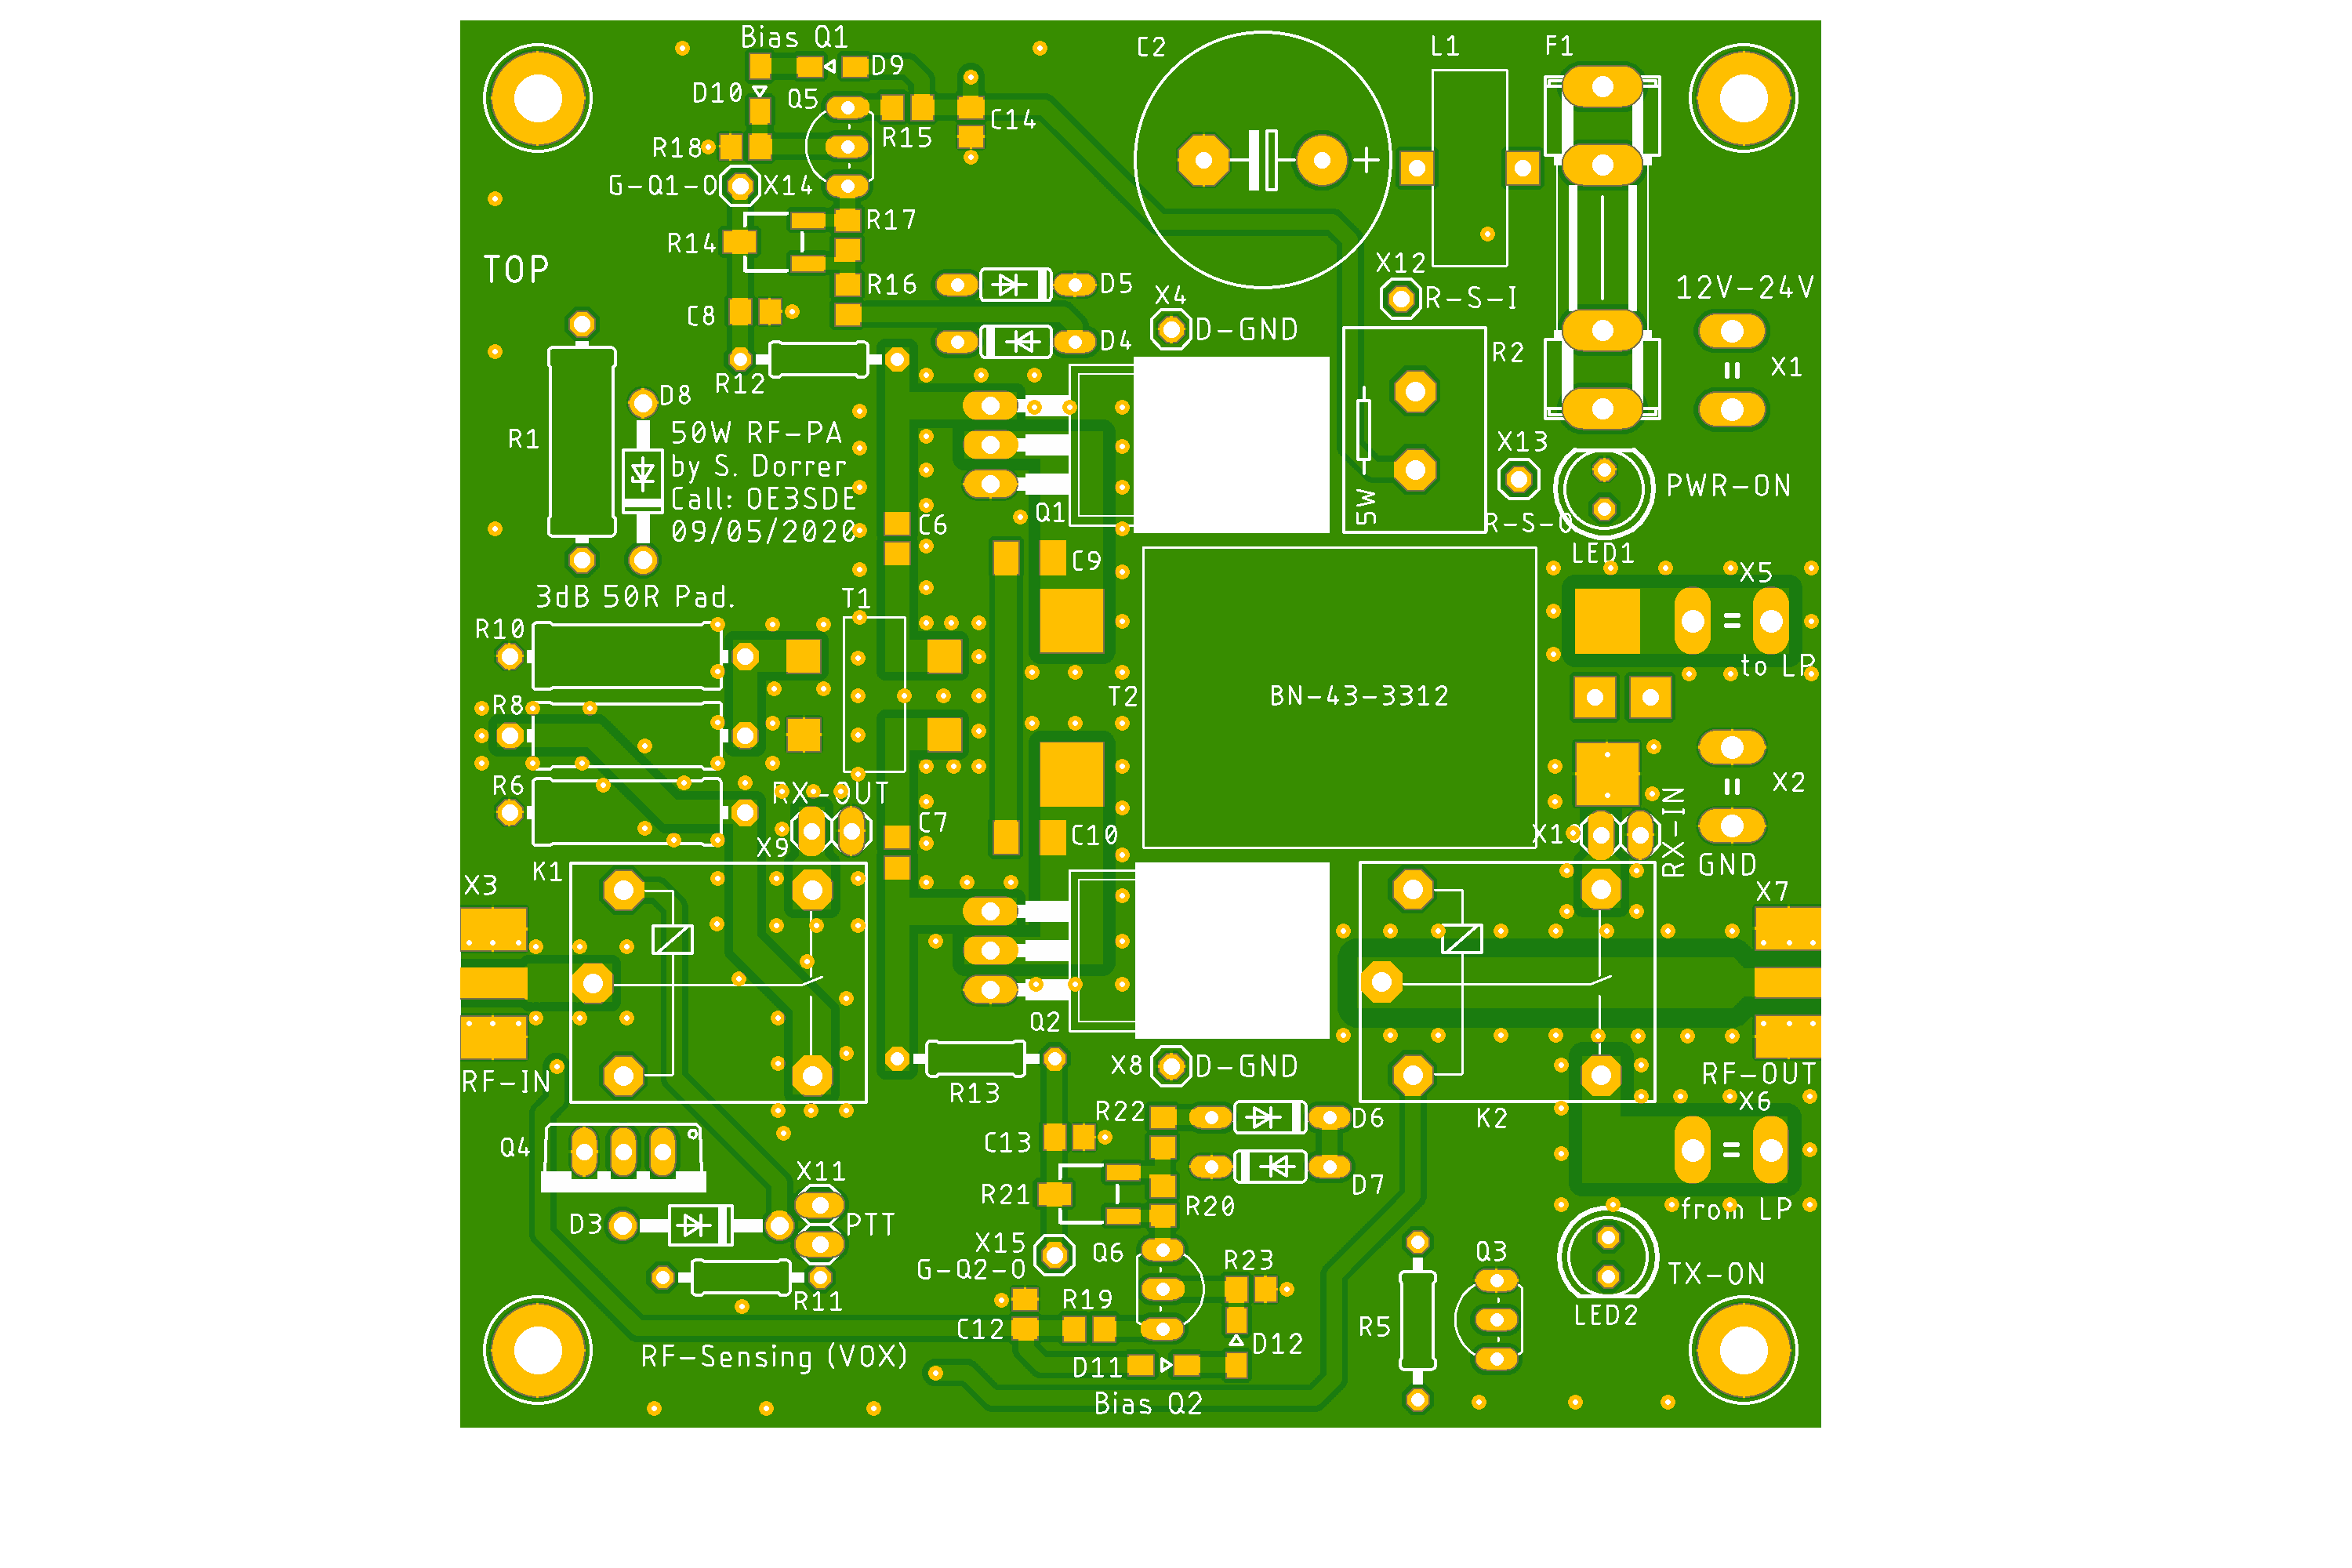 Bias Q1
D9
C2
L1
F1
D10
Q5
R15
C14
R18
G-Q1-O
X14
R17
R14
TOP
X12
R-S-I
R16
D5
12V-24V
C8
X4
D-GND
D4
R2
X1
R12
D8
R1
50W RF-PA
by S. Dorrer
Call: OE3SDE
09/05/2020
X13
PWR-ON
5W
Q1
C6
R-S-O
LED1
C9
X5
3dB 50R Pad.
T1
R10
to LP
R8
T2
BN-43-3312
R6
RX-OUT
X2
C7
C10
X10
RX-IN
X9
GND
K1
X3
X7
Q2
RF-IN
X8
D-GND
RF-OUT
R13
X6
R22
D6
K2
Q4
C13
X11
D7
R21
R20
from LP
D3
PTT
X15
Q6
G-Q2-O
R23
Q3
TX-ON
R11
R19
LED2
C12
R5
D12
RF-Sensing (VOX)
D11
Bias Q2